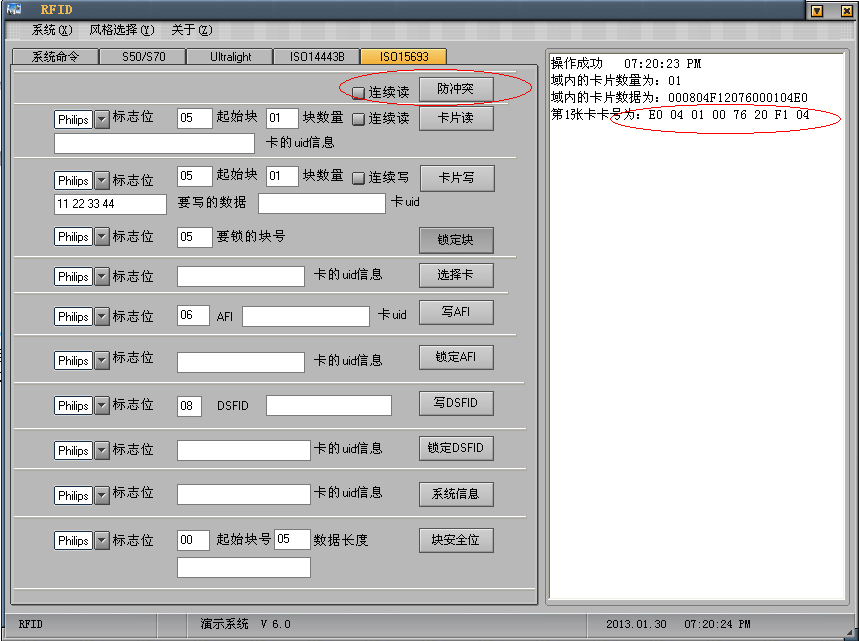 RFID
系统(X) 风格选择(Y) 关于(Z)
系统命令 S50/S70 Ultralight ISO14443B ISO15693
连续读 防冲突
Philips 标志位 05 起始块 01 块数量 连续读 卡片读
卡的uid信息
Philips 标志位 05 起始块 01 块数量 连续写 卡片写
11 22 33 44 要写的数据 卡uid
Philips 标志位 05 要锁的块号 锁定块
Philips 标志位 卡的uid信息 选择卡
Philips 标志位 06 AFI 卡uid 写AFI
Philips 标志位 卡的uid信息 锁定AFI
Philips 标志位 08 DSFID 写DSFID
Philips 标志位 卡的uid信息 锁定DSFID
Philips 标志位 卡的uid信息 系统信息
Philips 标志位 00 起始块号 05 数据长度 块安全位
操作成功 07:20:23 PM
域内的卡片数量为: 01
域内的卡片数据为: 000804F12076000104E0
第1张卡卡号为: E0 04 01 00 76 20 F1 04
RFID 演示系统 V 6.0 2013.01.30 07:20:24 PM